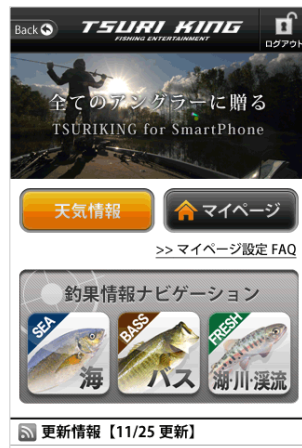 Back
TSURI KING
FISHING ENTERTAINMENT
ログアウト
全てのアングラーに贈る
TSURIKING for SmartPhone
天気情報
マイページ
>> マイページ設定 FAQ
釣果情報ナビゲーション
SEA
海
BASS
バス
FRESH
湖・川・渓流
更新情報【11/25 更新】